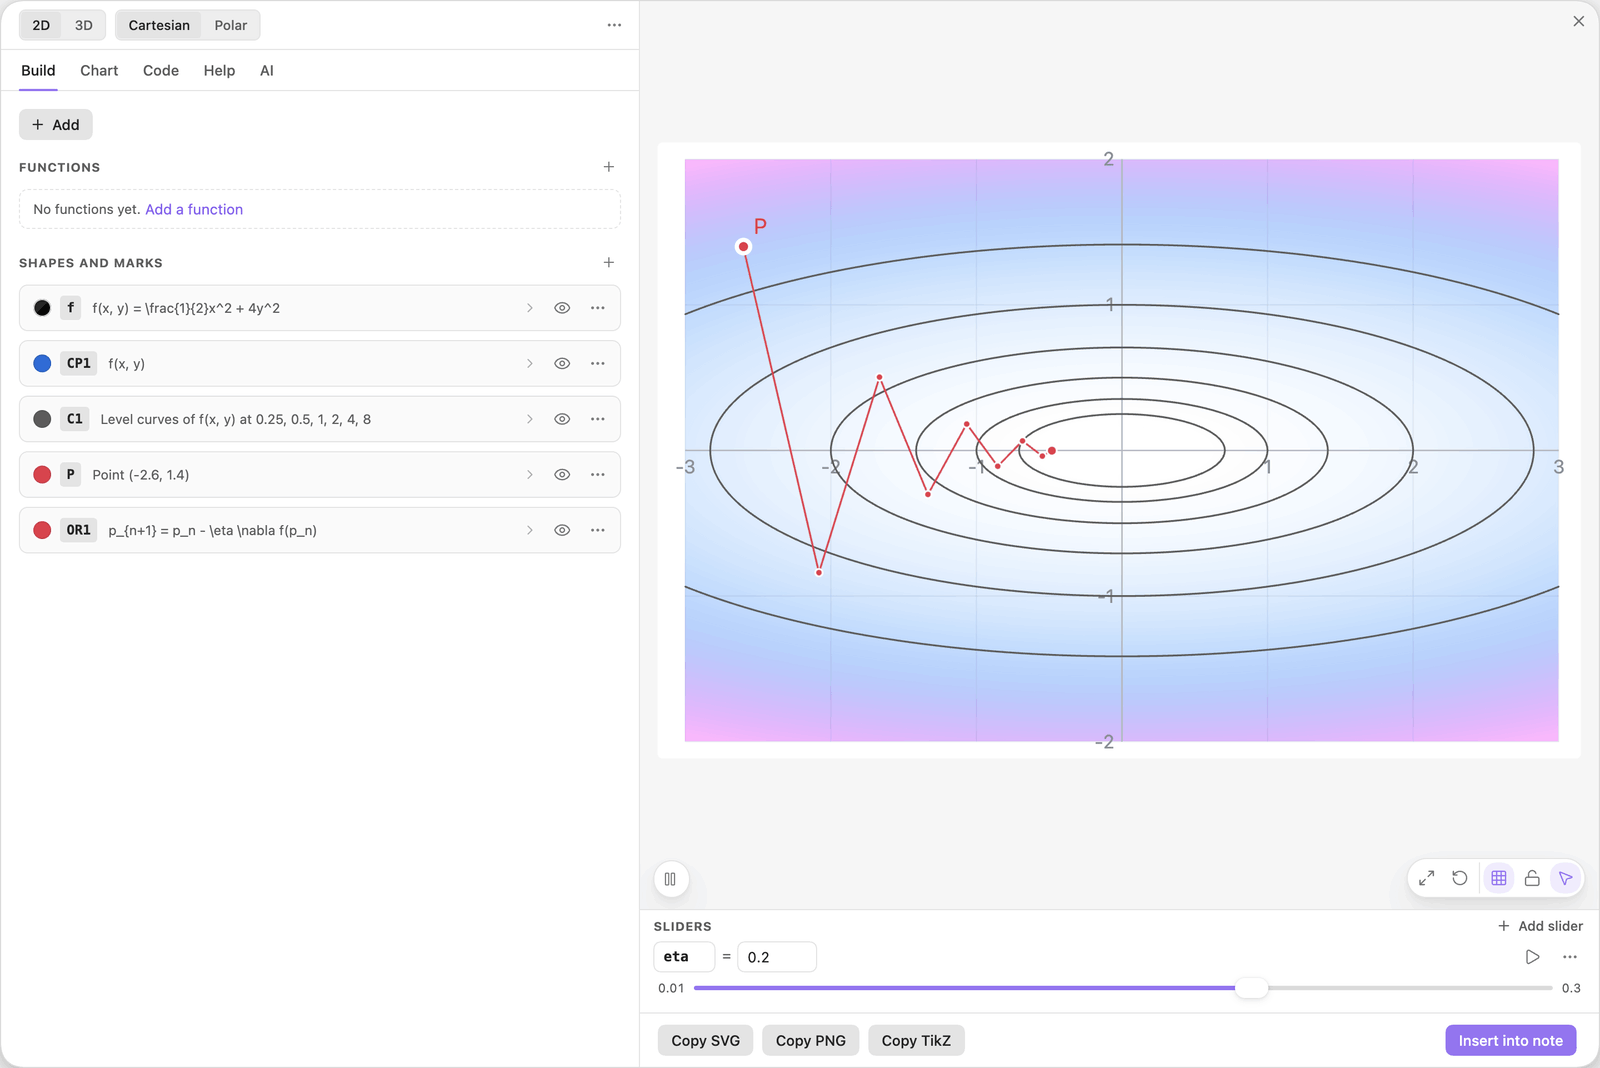 2D 3D Cartesian Polar
Build Chart Code Help AI
+ Add
FUNCTIONS
No functions yet. Add a function
SHAPES AND MARKS
f f(x, y) = \frac{1}{2}x^2 + 4y^2
CP1 f(x, y)
C1 Level curves of f(x, y) at 0.25, 0.5, 1, 2, 4, 8
P Point (-2.6, 1.4)
OR1 p_{n+1} = p_n - \eta \nabla f(p_n)
2
P
1
-3 -2 -1 1 2 3
-1
-2
SLIDERS
+ Add slider
eta = 0.2
0.01 0.3
Copy SVG Copy PNG Copy TikZ
Insert into note